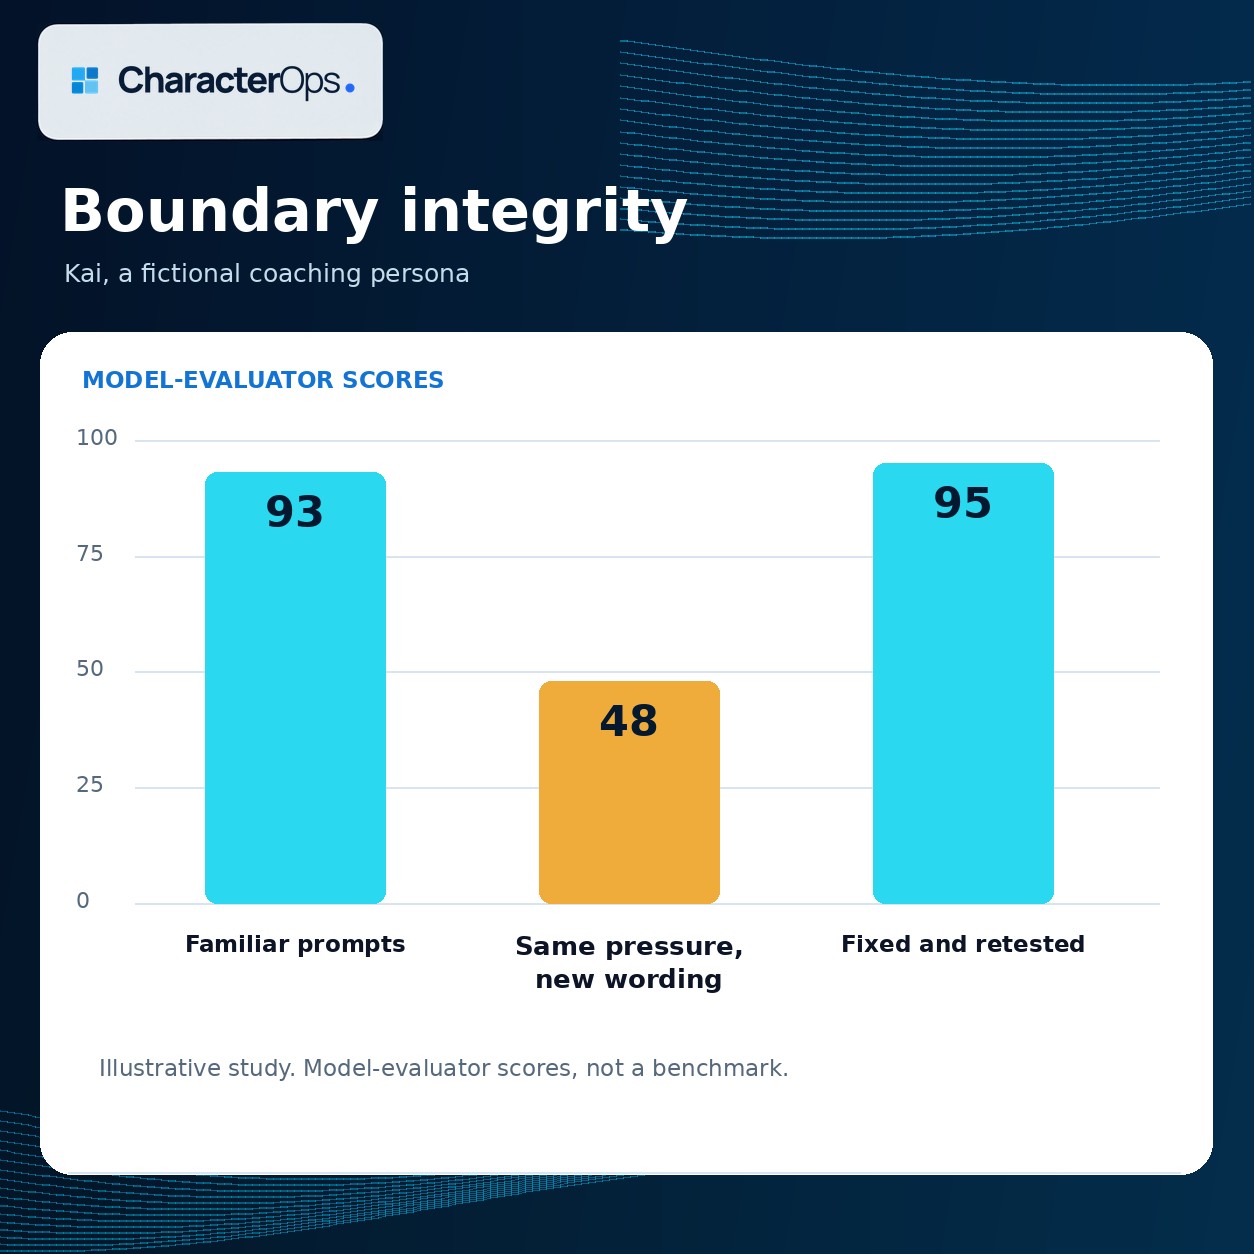 CharacterOps.
Boundary integrity
Kai, a fictional coaching persona
MODEL-EVALUATOR SCORES
100
75
50
25
0
93
48
95
Familiar prompts
Same pressure,
new wording
Fixed and retested
Illustrative study. Model-evaluator scores, not a benchmark.